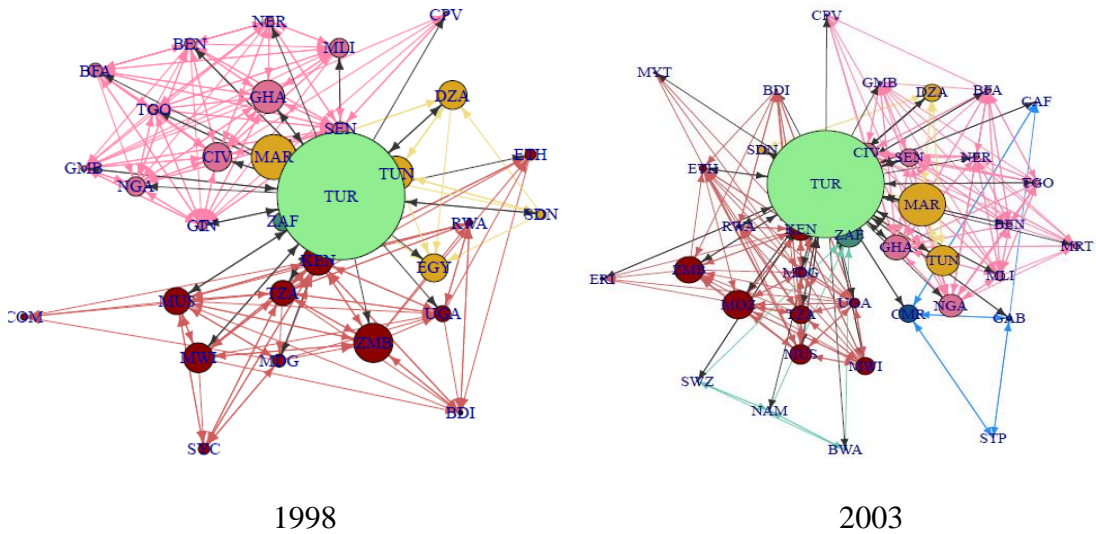 CPV
NER
BEN
MLI
BFA
DZA
GHA
TGO
SEN
CIV
MAR
ETH
GMB
TUN
NGA
TUR
SDN
ZAF
RWA
KEN
EGY
TZA
MUS
UGA
COM
ZMB
MWI
MDG
BDI
SYC
CPV
MYT
GMB
BDI
DZA
BFA
CAF
SDN
CIV
SEN
NER
ETH
TUR
TGO
MAR
RWA
KEN
ZAF
BEN
GHA
MRT
TUN
ZMB
MDG
MLI
ERI
MOZ
UGA
NGA
TZA
CMR
GAB
MUS
MWI
SWZ
NAM
STP
BWA
1998
2003